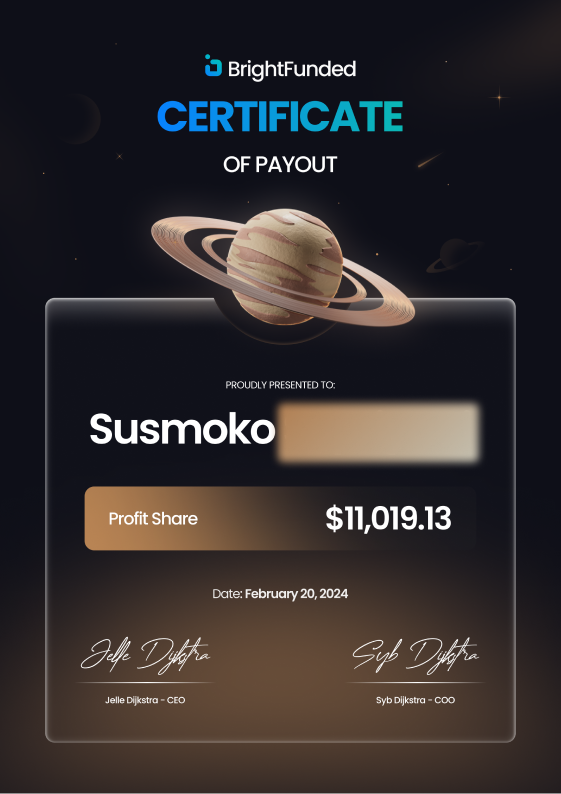 BrightFunded
CERTIFICATE
OF PAYOUT
PROUDLY PRESENTED TO:
Susmoko
Profit Share $11,019.13
Date: February 20, 2024
Jelle Dijkstra Syb Dijkstra
Jelle Dijkstra - CEO Syb Dijkstra - COO